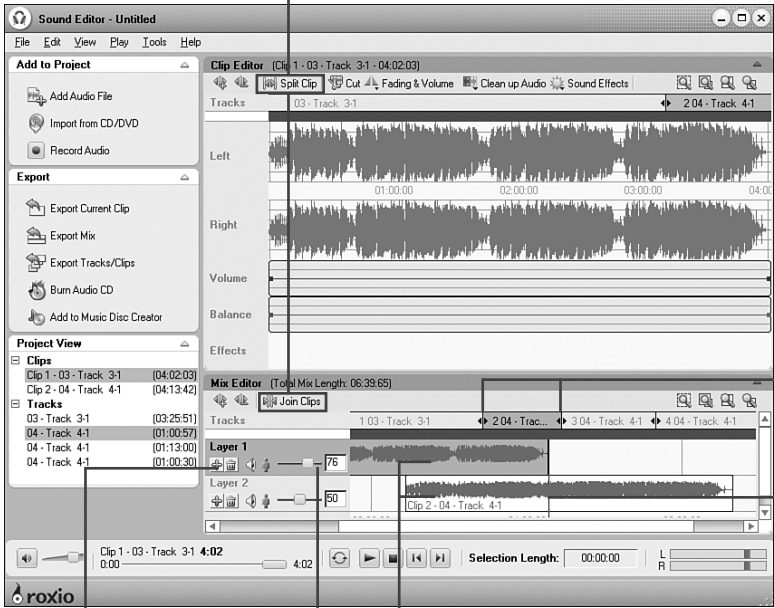 Sound Editor - Untitled
File Edit View Play Tools Help
Add to Project
Add Audio File
Import from CD/DVD
Record Audio
Export
Export Current Clip
Export Mix
Export Tracks/Clips
Burn Audio CD
Add to Music Disc Creator
Project View
Clips
Clip 1 - 03 - Track 3-1 (04:02:03)
Clip 2 - 04 - Track 4-1 (04:13:42)
Tracks
03 - Track 3-1 (03:25:51)
04 - Track 4-1 (01:00:57)
04 - Track 4-1 (01:13:00)
04 - Track 4-1 (01:00:30)
Clip Editor (Clip 1 - 03 - Track 3-1 - 04:02:03)
Split Clip Cut Fading & Volume Clean up Audio Sound Effects
Tracks 03 - Track 3-1 2 04 - Track 4-1
Left
01:00:00 02:00:00 03:00:00 04:00
Right
Volume
Balance
Effects
Mix Editor (Total Mix Length: 06:39:65)
Join Clips
Tracks 1 03 - Track 3-1 2 04 - Trac... 3 04 - Track 4-1 4 04 - Track 4-1
Layer 1
76
Layer 2
50
Clip 2 - 04 - Track 4-1
Clip 1 - 03 - Track 3-1 4:02
0:00 4:02
Selection Length: 00:00:00
L
R
roxio